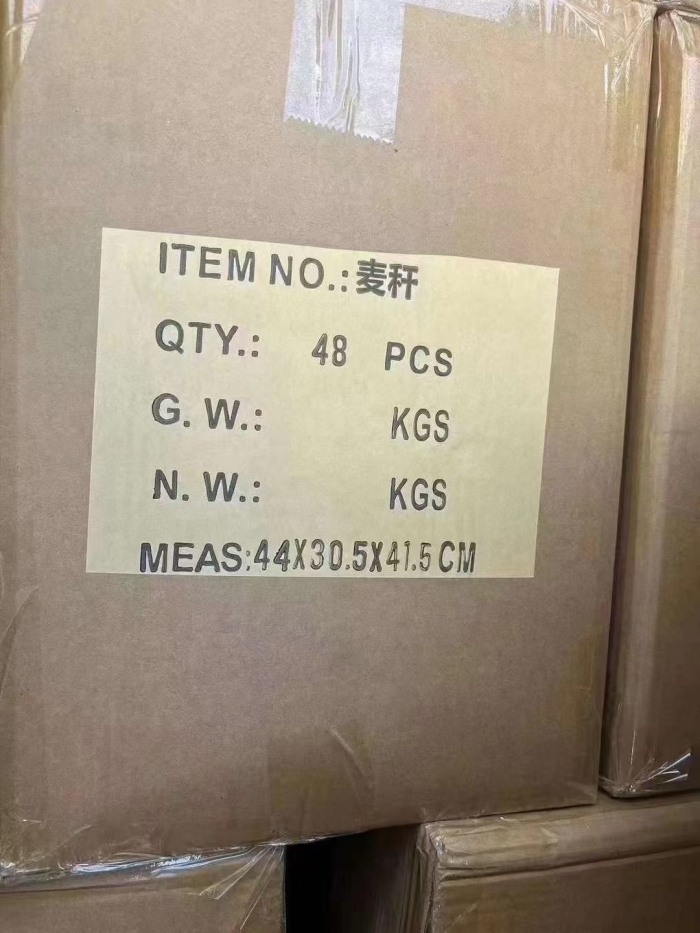 ITEM NO.:麦秆
QTY.: 48 PCS
G. W.: KGS
N. W.: KGS
MEAS:44X30.5X41.5 CM